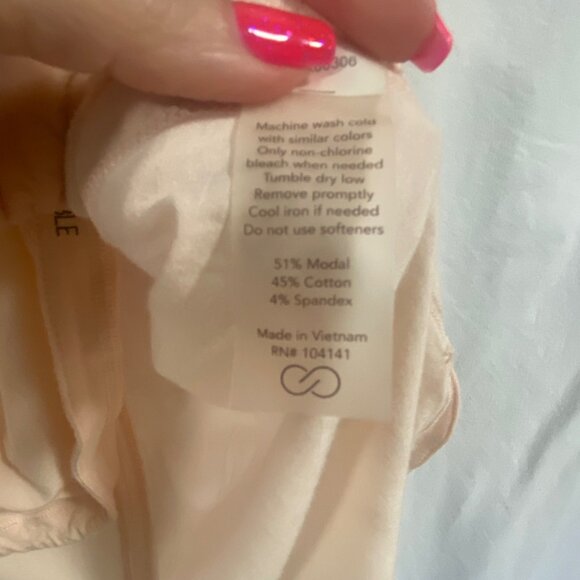 306
Machine wash cold
with similar colors
Only non-chlorine
bleach when needed
Tumble dry low
Remove promptly
Cool iron if needed
Do not use softeners
51% Modal
45% Cotton
4% Spandex
Made in Vietnam
RN# 104141